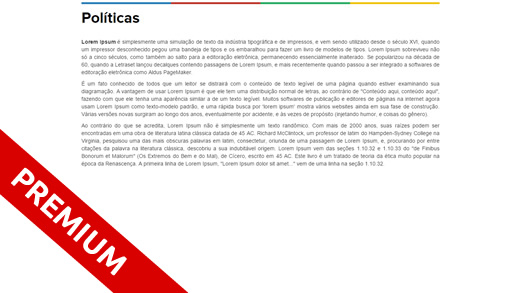 Políticas
Lorem Ipsum é simplesmente uma simulação de texto da indústria tipográfica e de impressos, e vem sendo utilizado desde o século XVI, quando
um impressor desconhecido pegou uma bandeja de tipos e os embaralhou para fazer um livro de modelos de tipos. Lorem Ipsum sobreviveu não
só a cinco séculos, como também ao salto para a editoração eletrônica, permanecendo essencialmente inalterado. Se popularizou na década de
60, quando a Letraset lançou decalques contendo passagens de Lorem Ipsum, e mais recentemente quando passou a ser integrado a softwares de
editoração eletrônica como Aldus PageMaker.
É um fato conhecido de todos que um leitor se distrairá com o conteúdo de texto legível de uma página quando estiver examinando sua
diagramação. A vantagem de usar Lorem Ipsum é que ele tem uma distribuição normal de letras, ao contrário de "Conteúdo aqui, conteúdo aqui",
fazendo com que ele tenha uma aparência similar a de um texto legível. Muitos softwares de publicação e editores de páginas na internet agora
usam Lorem Ipsum como texto-modelo padrão, e uma rápida busca por 'lorem ipsum' mostra vários websites ainda em sua fase de construção.
Várias versões novas surgiram ao longo dos anos, eventualmente por acidente, e às vezes de propósito (injetando humor, e coisas do gênero).
Ao contrário do que se acredita, Lorem Ipsum não é simplesmente um texto randômico. Com mais de 2000 anos, suas raízes podem ser
encontradas em uma obra de literatura latina clássica datada de 45 AC. Richard McClintock, um professor de latim do Hampden-Sydney College na
Virginia, pesquisou uma das mais obscuras palavras em latim, consectetur, oriunda de uma passagem de Lorem Ipsum, e, procurando por entre
citações da palavra na literatura clássica, descobriu a sua indubitável origem. Lorem Ipsum vem das seções 1.10.32 e 1.10.33 do "de Finibus
Bonorum et Malorum" (Os Extremos do Bem e do Mal), de Cícero, escrito em 45 AC. Este livro é um tratado de teoria da ética muito popular na
época da Renascença. A primeira linha de Lorem Ipsum, "Lorem Ipsum dolor sit amet..." vem de uma linha na seção 1.10.32.
PREMIUM